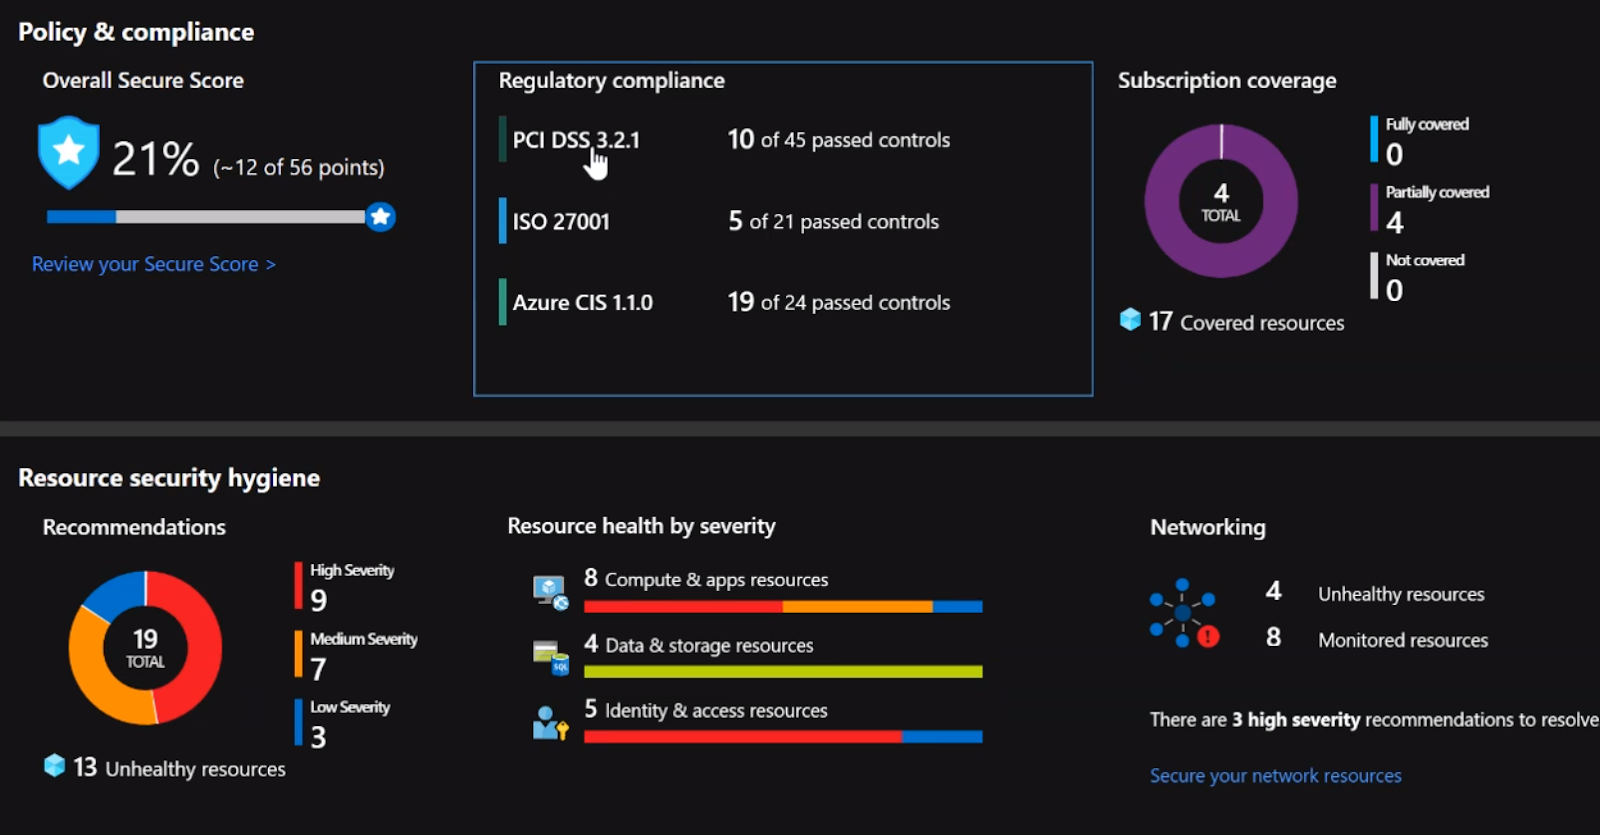 Policy & compliance
Overall Secure Score
21% (~12 of 56 points)
Review your Secure Score >
Regulatory compliance
PCI DSS 3.2.1 10 of 45 passed controls
ISO 27001 5 of 21 passed controls
Azure CIS 1.1.0 19 of 24 passed controls
Subscription coverage
4
TOTAL
Fully covered
0
Partially covered
4
Not covered
0
17 Covered resources
Resource security hygiene
Recommendations
19
TOTAL
High Severity
9
Medium Severity
7
Low Severity
3
13 Unhealthy resources
Resource health by severity
8 Compute & apps resources
4 Data & storage resources
SQL
5 Identity & access resources
Networking
4 Unhealthy resources
8 Monitored resources
There are 3 high severity recommendations to resolve
Secure your network resources